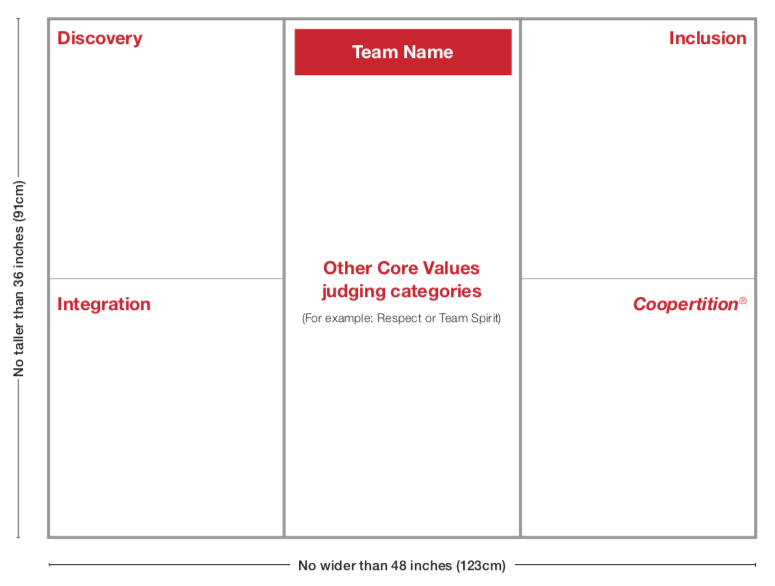 Discovery
Team Name
Inclusion
No taller than 36 inches (91cm)
Other Core Values
judging categories
(For example: Respect or Team Spirit)
Integration
Coopertition®
No wider than 48 inches (123cm)